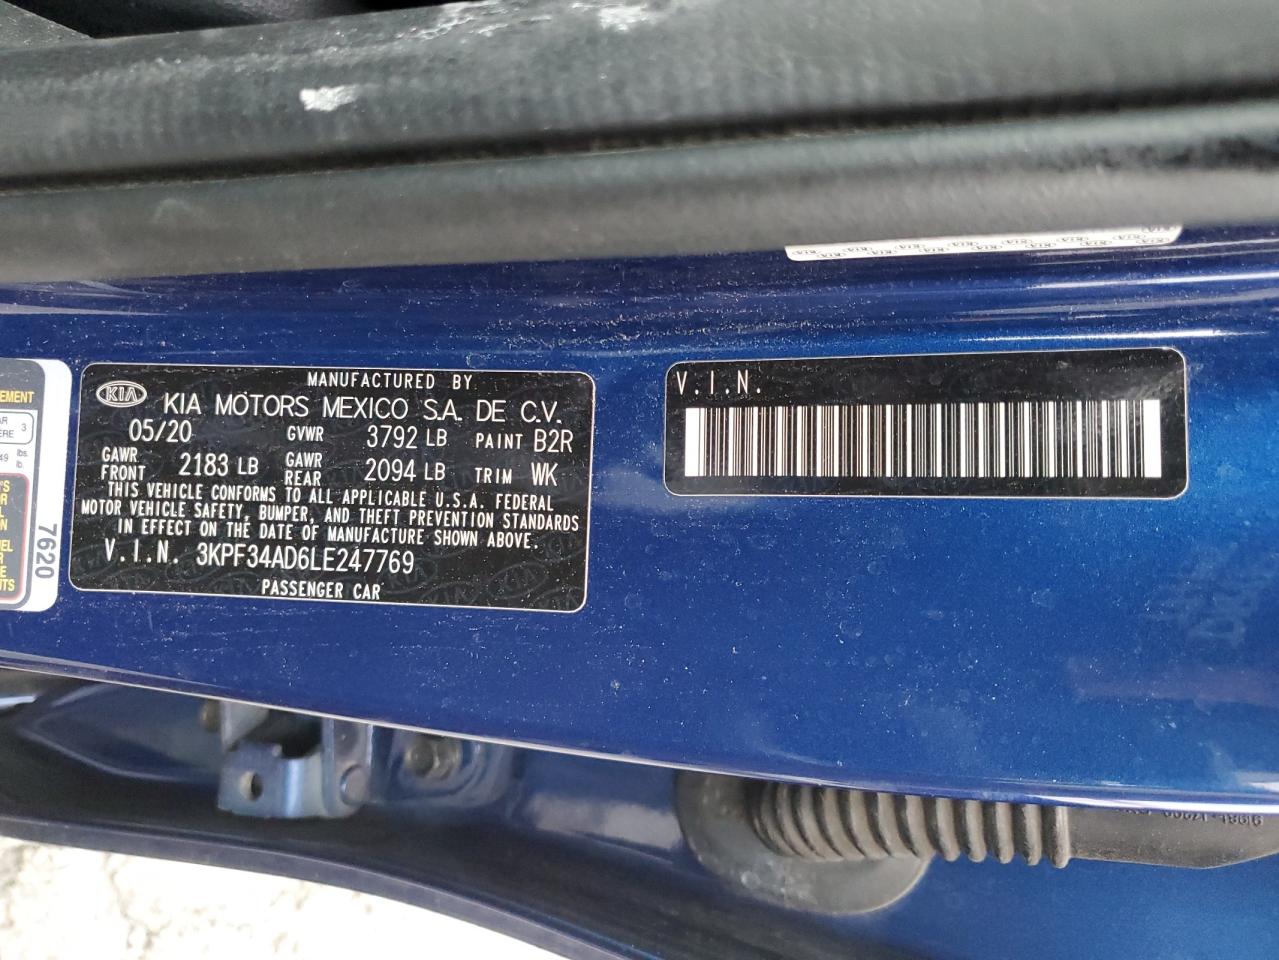 KIA
MANUFACTURED BY
KIA MOTORS MEXICO S.A. DE C.V.
05/20 GVWR 3792 LB PAINT B2R
GAWR FRONT 2183 LB GAWR REAR 2094 LB TRIM WK
THIS VEHICLE CONFORMS TO ALL APPLICABLE U.S.A. FEDERAL
MOTOR VEHICLE SAFETY, BUMPER, AND THEFT PREVENTION STANDARDS
IN EFFECT ON THE DATE OF MANUFACTURE SHOWN ABOVE.
V.I.N. 3KPF34AD6LE247769
PASSENGER CAR
V.I.N.
7620